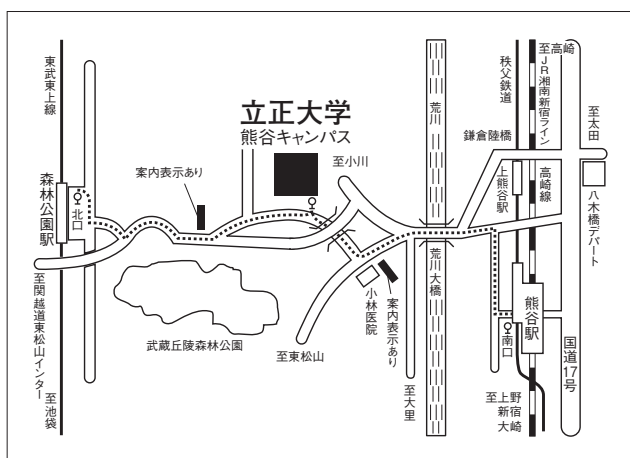 東武東上線
森林公園駅
北口
至関越道東松山インター
至池袋
案内表示あり
立正大学
熊谷キャンパス
至小川
武蔵丘陵森林公園
至東松山
小林医院
案内表示あり
至大里
荒川
荒川大橋
鎌倉陸橋
秩父鉄道
至高崎
JR湘南新宿ライン
高崎線
上熊谷駅
至太田
八木橋デパート
熊谷駅
南口
国道17号
至上野
新宿
大崎